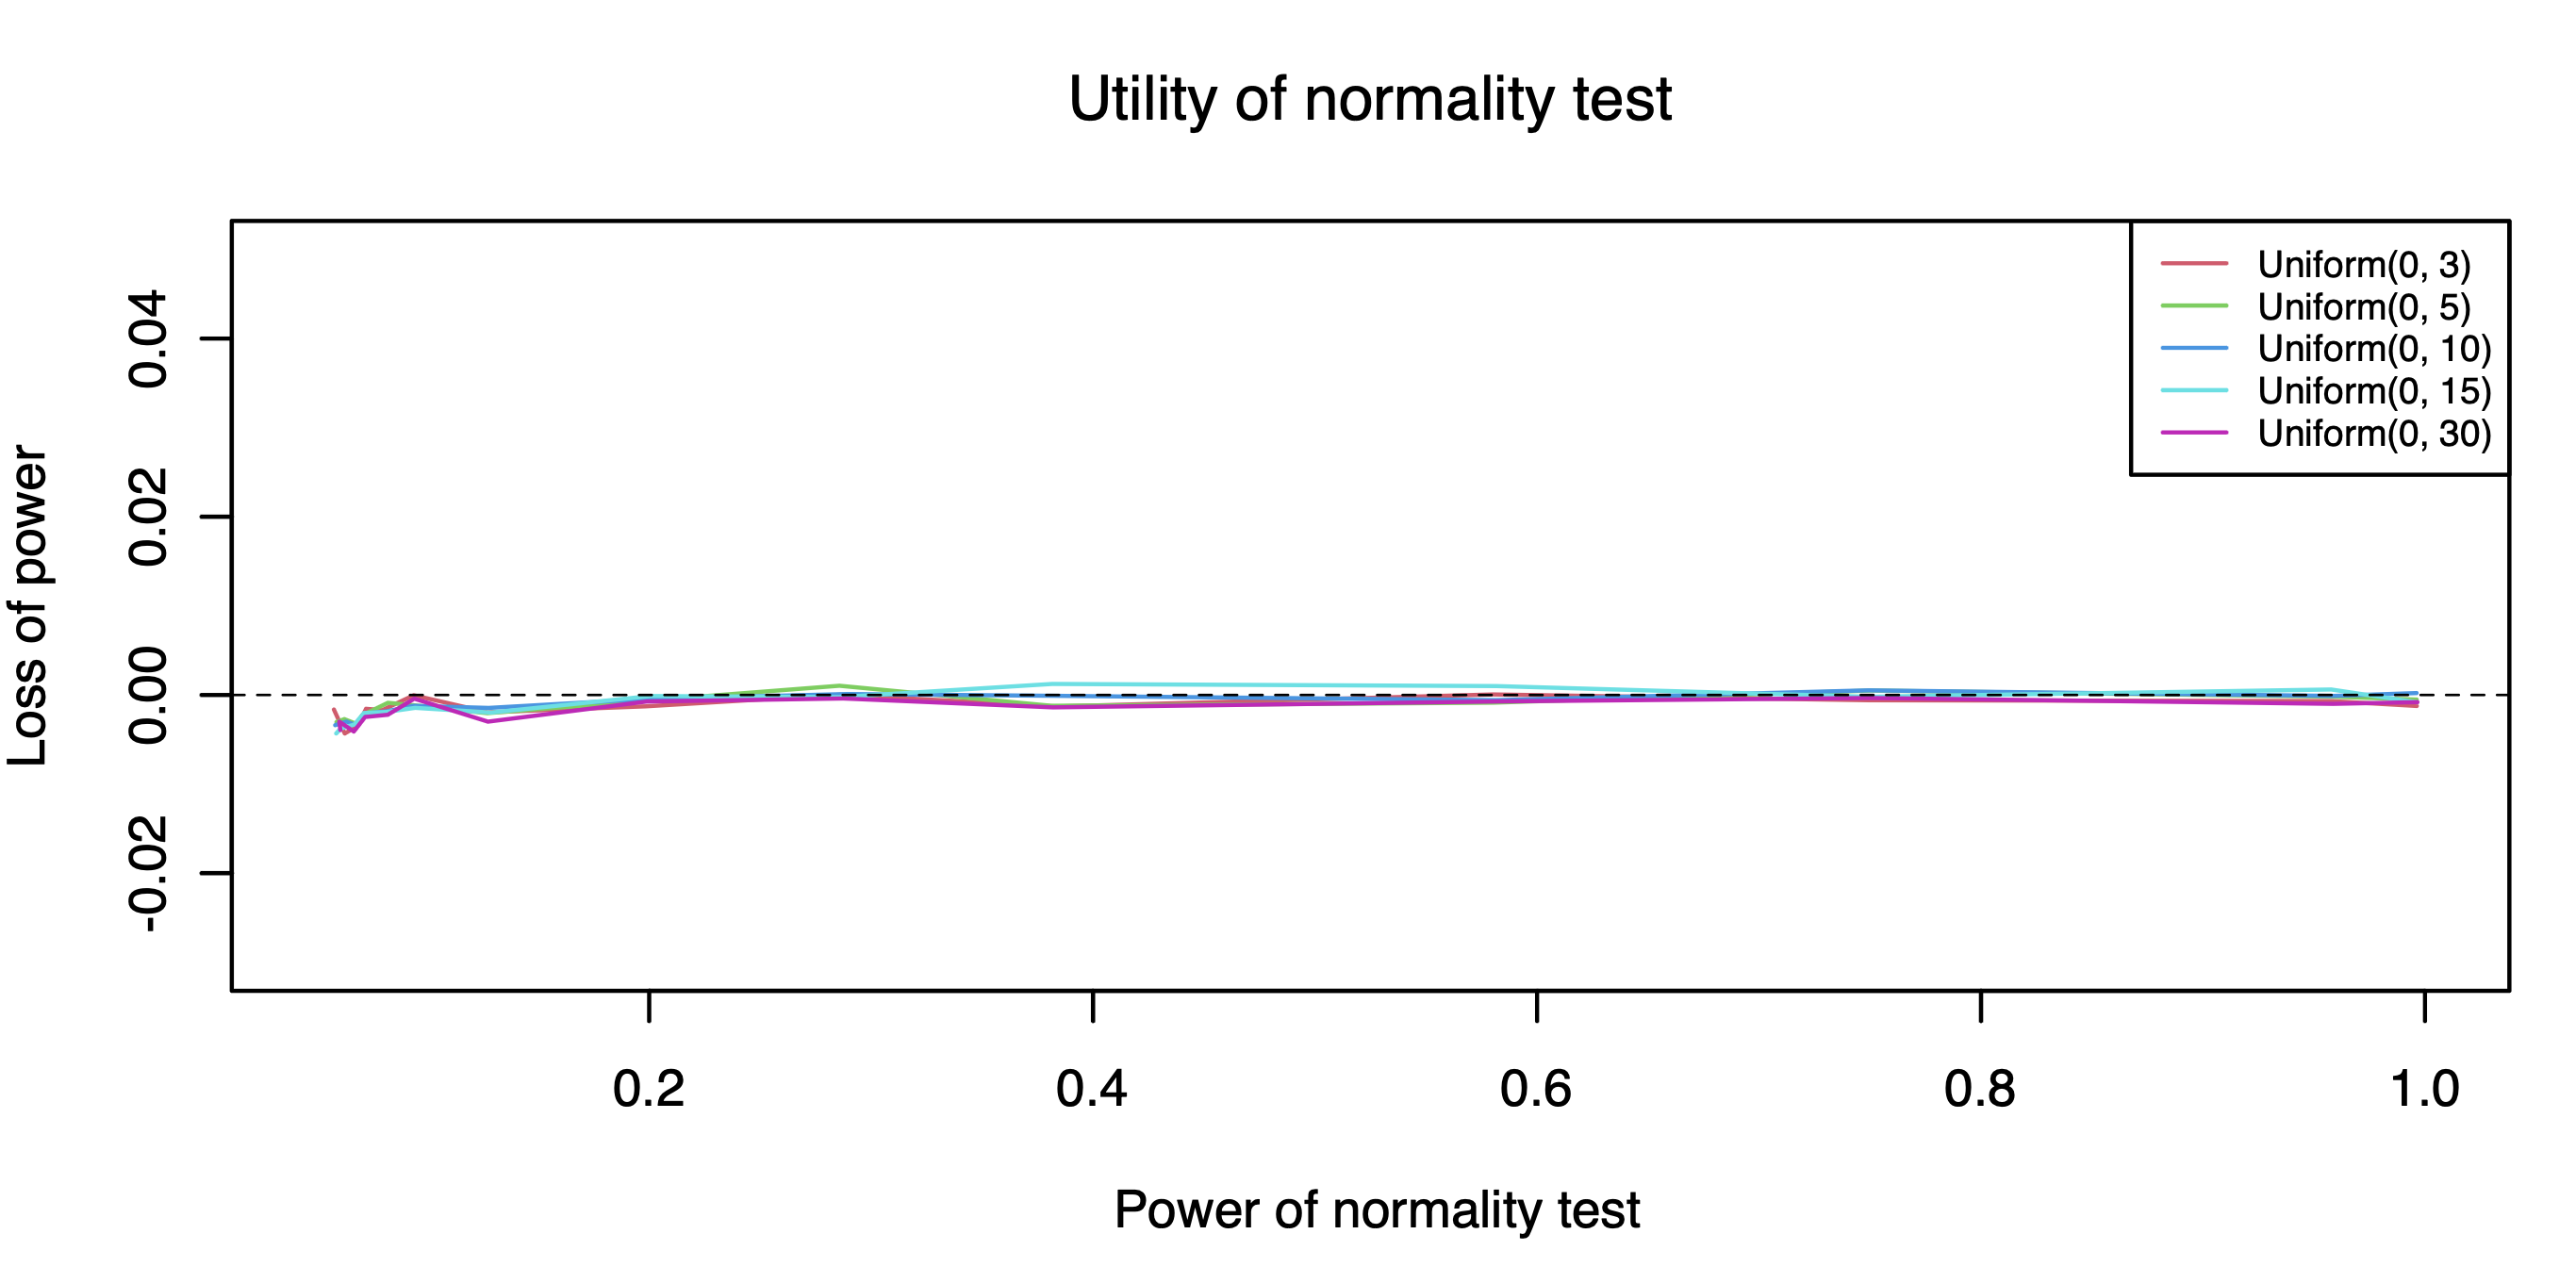 Utility of normality test
Uniform(0, 3)
Uniform(0, 5)
Uniform(0, 10)
Uniform(0, 15)
Uniform(0, 30)
Loss of power
0.04
0.02
0.00
-0.02
0.2 0.4 0.6 0.8 1.0
Power of normality test